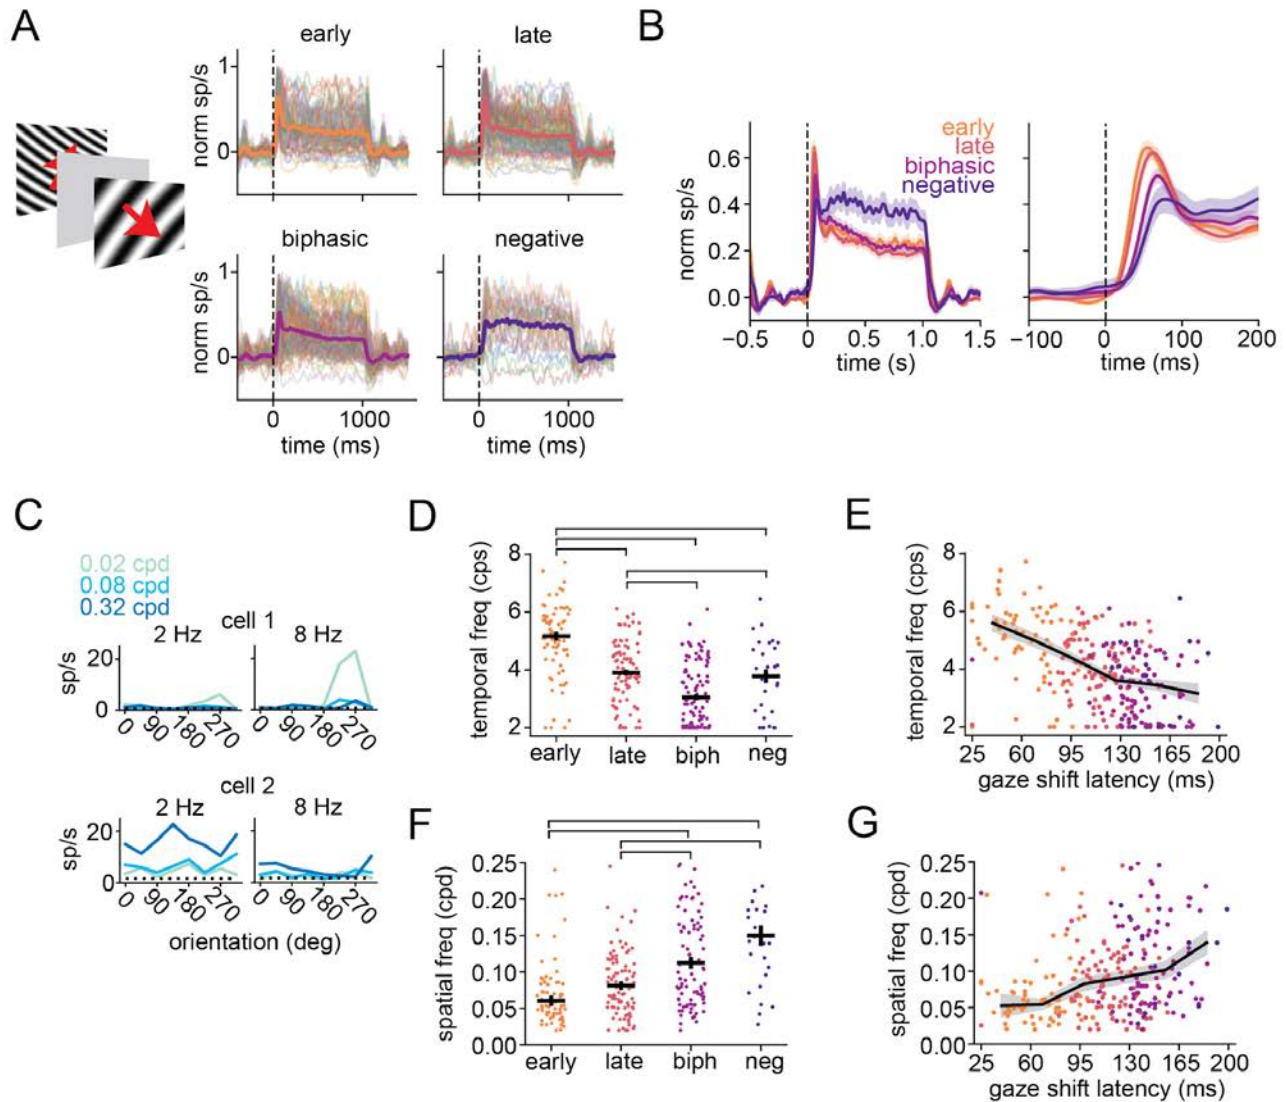 A
early
late
norm sp/s
1
0
biphasic
negative
norm sp/s
1
0
0
1000
0
1000
time (ms)
time (ms)
B
early
late
biphasic
negative
norm sp/s
0.6
0.4
0.2
0.0
−0.5
0
0.5
1.0
1.5
−100
0
100
200
time (s)
time (ms)
C
0.02 cpd
0.08 cpd
0.32 cpd
cell 1
2 Hz
8 Hz
sp/s
20
0
0
90
180
270
0
90
180
270
cell 2
2 Hz
8 Hz
sp/s
20
0
0
90
180
270
0
90
180
270
orientation (deg)
D
temporal freq (cps)
8
6
4
2
early
late
biph
neg
E
temporal freq (cps)
8
6
4
2
25
60
95
130
165
200
gaze shift latency (ms)
F
spatial freq (cpd)
0.25
0.20
0.15
0.10
0.05
0.00
early
late
biph
neg
G
spatial freq (cpd)
0.25
0.20
0.15
0.10
0.05
0.00
25
60
95
130
165
200
gaze shift latency (ms)